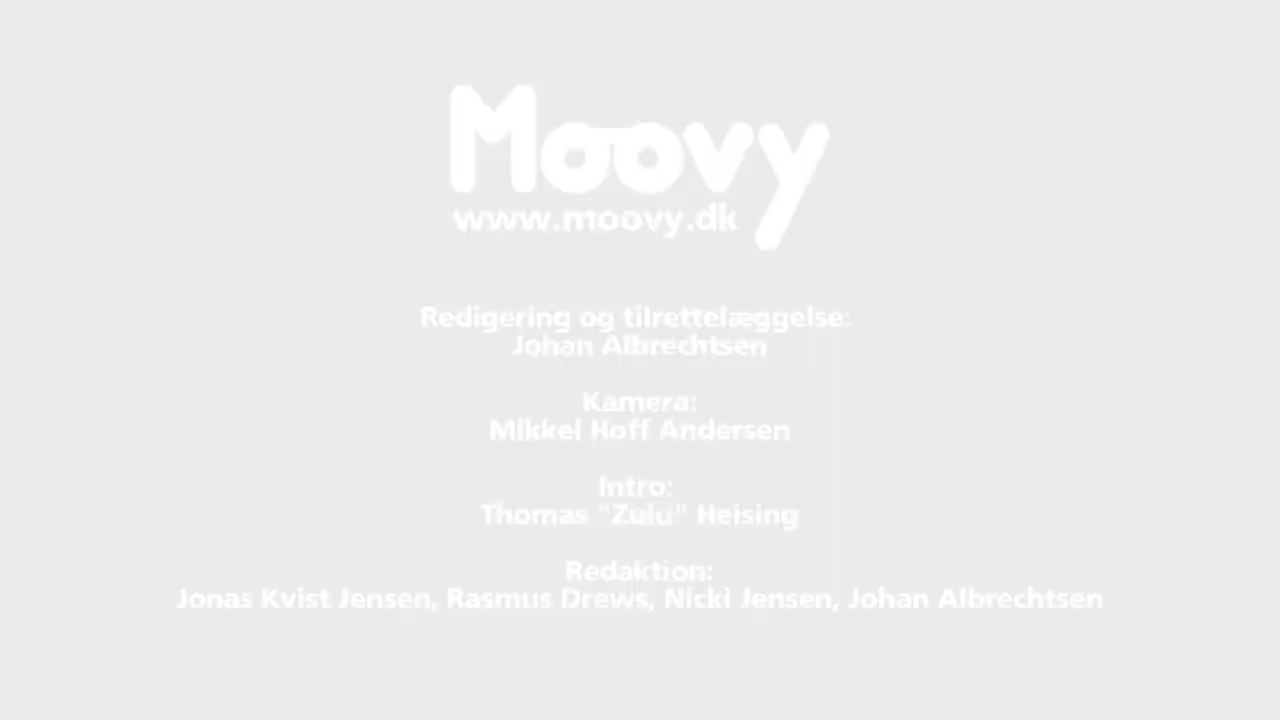 Moovy
www.moovy.dk
Redigering og tilrettelæggelse:
Johan Albrechtsen
Kamera:
Mikkel Hoff Andersen
Intro:
Thomas "Zulu" Heising
Redaktion:
Jonas Kvist Jensen, Rasmus Drews, Nicki Jensen, Johan Albrechtsen